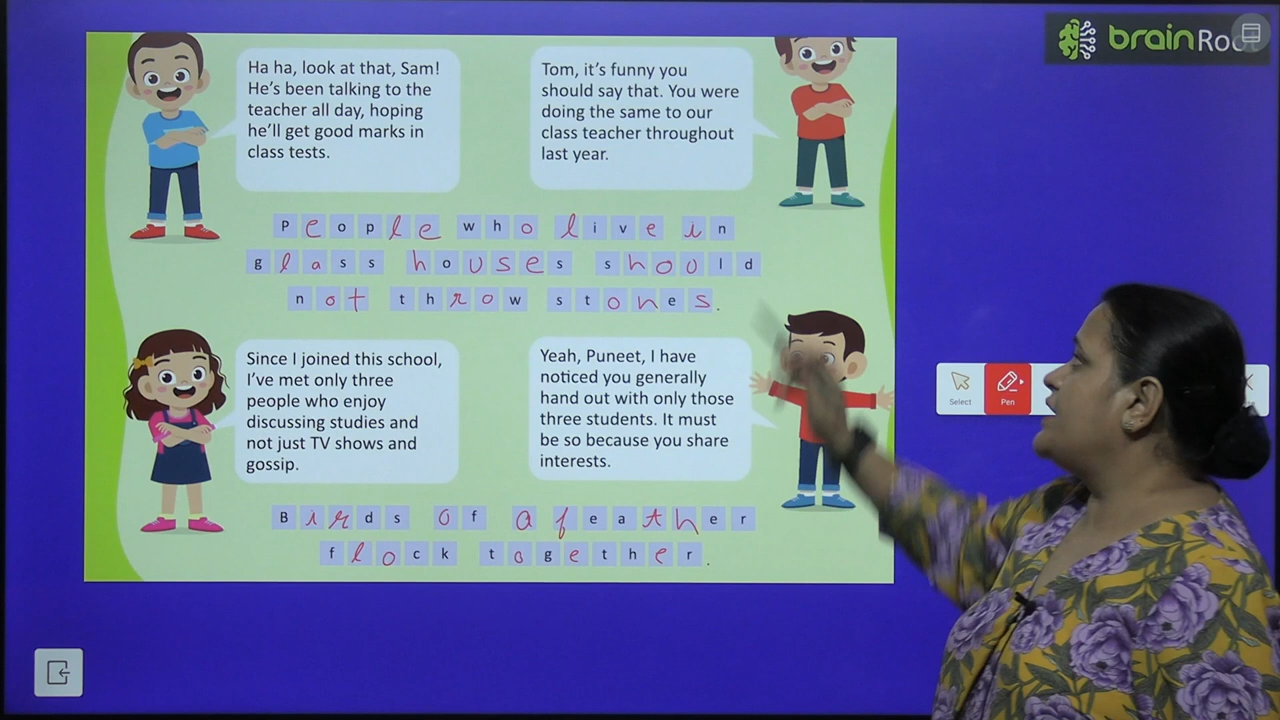 brainRoot
Ha ha, look at that, Sam!
He's been talking to the
teacher all day, hoping
he'll get good marks in
class tests.
Tom, it's funny you
should say that. You were
doing the same to our
class teacher throughout
last year.
People who live in
glass houses should
not throw stones.
Since I joined this school,
I've met only three
people who enjoy
discussing studies and
not just TV shows and
gossip.
Yeah, Puneet, I have
noticed you generally
hand out with only those
three students. It must
be so because you share
interests.
Select
Pen
Birds of a feather
flock together.